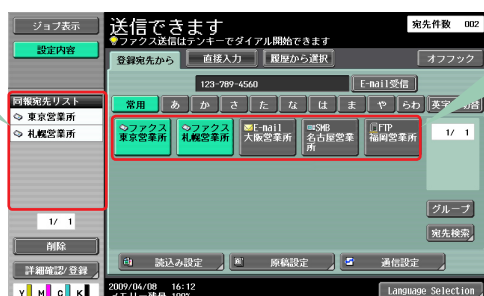 ジョブ表示
設定内容
送信できます
ファクス送信はテンキーでダイアル開始できます
宛先件数 002
登録宛先から
直接入力
履歴から選択
オフフック
123-789-4560
E-mail受信
常用
あ
か
さ
た
な
は
ま
や
らわ
英字
同報宛先リスト
東京営業所
札幌営業所
ファクス
東京営業所
ファクス
札幌営業所
E-mail
大阪営業所
SMB
名古屋営業
所
FTP
福岡営業所
1/ 1
グループ
宛先検索
1/ 1
削除
詳細確認/登録
読込み設定
原稿設定
通信設定
Y
M
C
K
2009/04/08 16:12
メモリー残量 100%
Language Selection